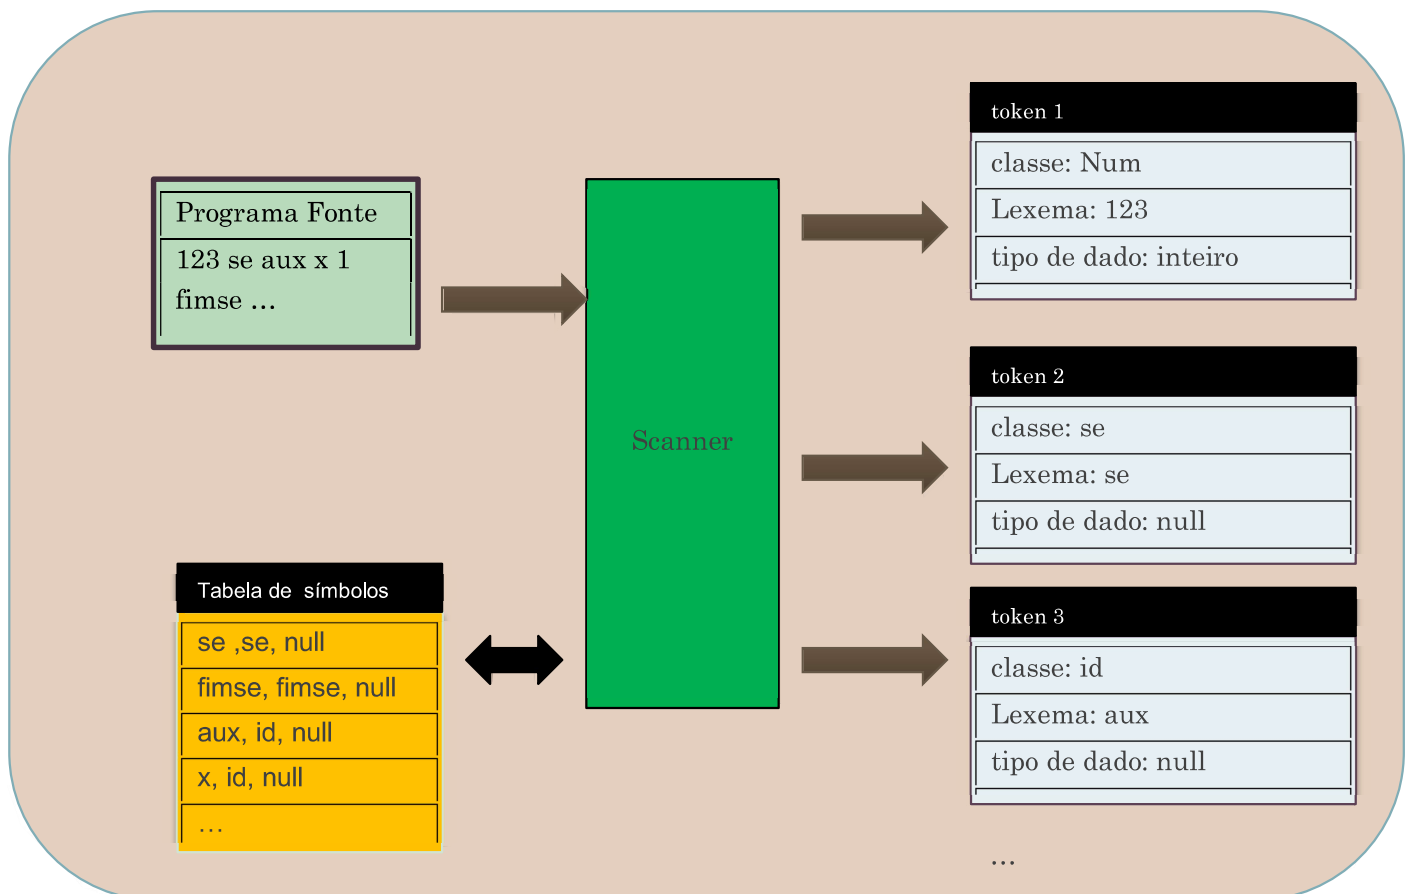 Programa Fonte
123 se aux x 1
fimse ...
Scanner
Tabela de símbolos
se ,se, null
fimse, fimse, null
aux, id, null
x, id, null
...
token 1
classe: Num
Lexema: 123
tipo de dado: inteiro
token 2
classe: se
Lexema: se
tipo de dado: null
token 3
classe: id
Lexema: aux
tipo de dado: null
...